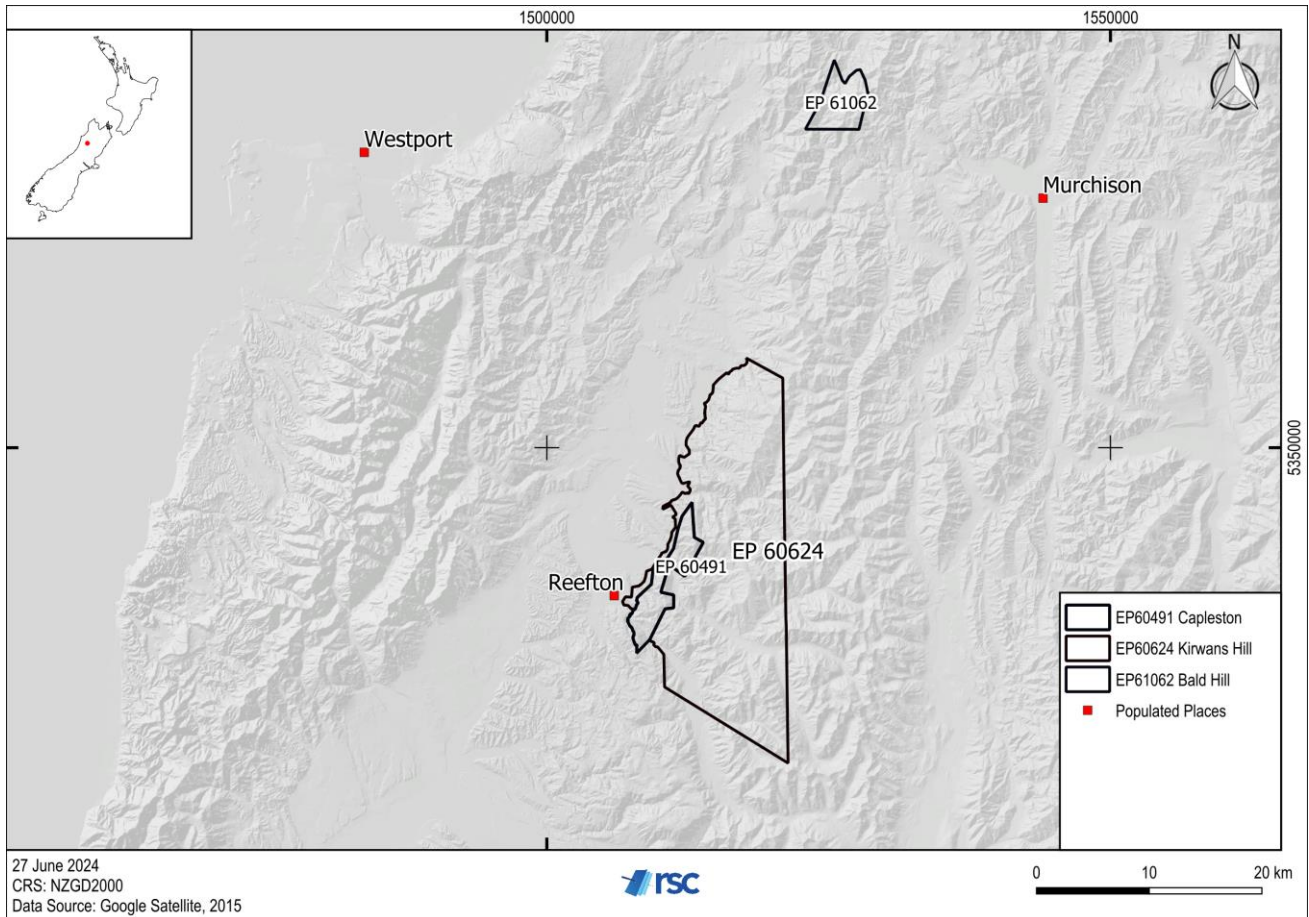 1500000
1550000
N
EP 61062
Westport
Murchison
5350000
EP 60624
EP 60491
Reefton
EP60491 Capleston
EP60624 Kirwans Hill
EP61062 Bald Hill
Populated Places
27 June 2024
CRS: NZGD2000
Data Source: Google Satellite, 2015
rsc
0 10 20 km